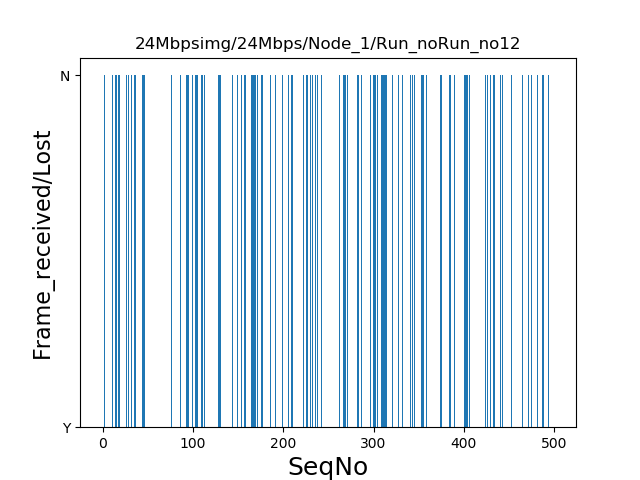 24Mbpsimg/24Mbps/Node_1/Run_noRun_no12
N
Frame_received/Lost
Y
0 100 200 300 400 500
SeqNo